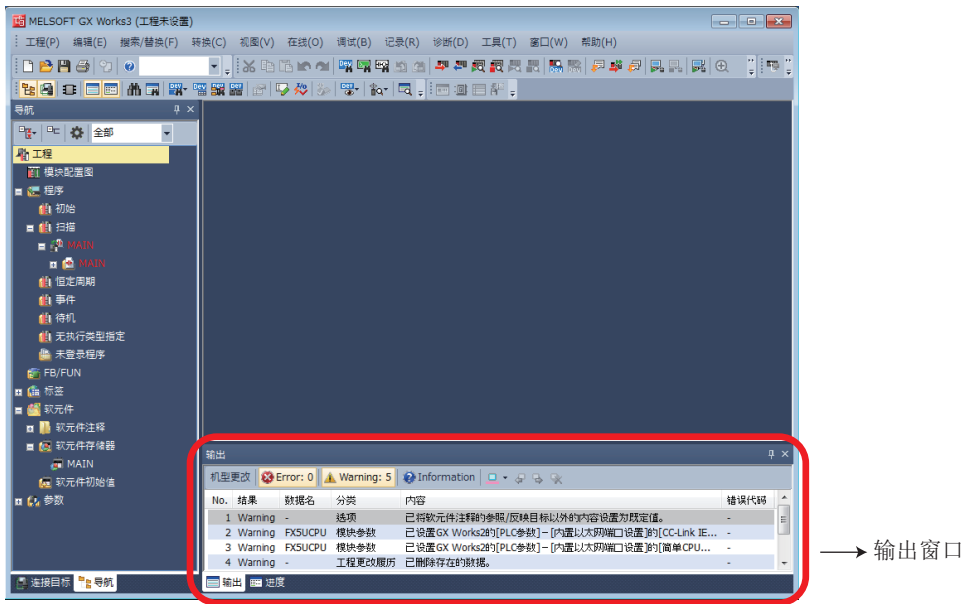 MELSOFT GX Works3 (工程未设置)
工程(P) 编辑(E) 搜索/替换(F) 转换(C) 视图(V) 在线(O) 调试(B) 记录(R) 诊断(D) 工具(T) 窗口(W) 帮助(H)
导航
全部
工程
模块配置图
程序
初始
扫描
MAIN
MAIN
恒定周期
事件
待机
无执行类型指定
未登录程序
FB/FUN
标签
软元件
软元件注释
软元件存储器
MAIN
软元件初始值
参数
连接目标 导航
输出
机型更改 Error: 0 Warning: 5 Information
No. 结果 数据名 分类 内容 错误代码
1 Warning - 选项 已将软元件注释的参照/反映目标以外的内容设置为既定值。 -
2 Warning FX5UCPU 模块参数 已设置GX Works2的[PLC参数]－[内置以太网端口设置]的[CC-Link IE... -
3 Warning FX5UCPU 模块参数 已设置GX Works2的[PLC参数]－[内置以太网端口设置]的[简单CPU... -
4 Warning - 工程更改履历 已删除存在的数据。 -
输出 进度
输出窗口